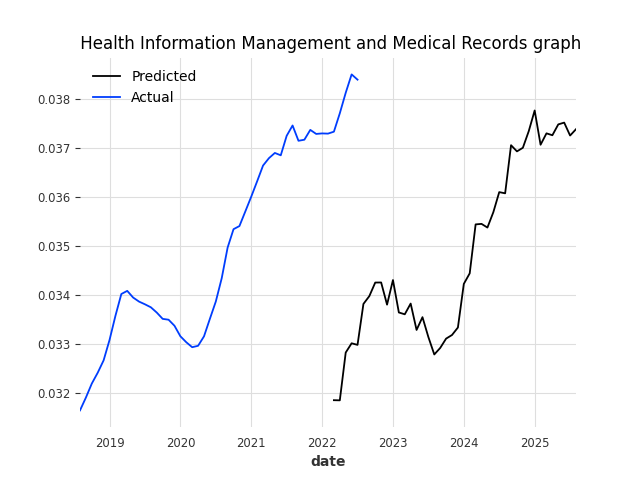 Health Information Management and Medical Records graph
Predicted
Actual
0.038
0.037
0.036
0.035
0.034
0.033
0.032
2019 2020 2021 2022 2023 2024 2025
date